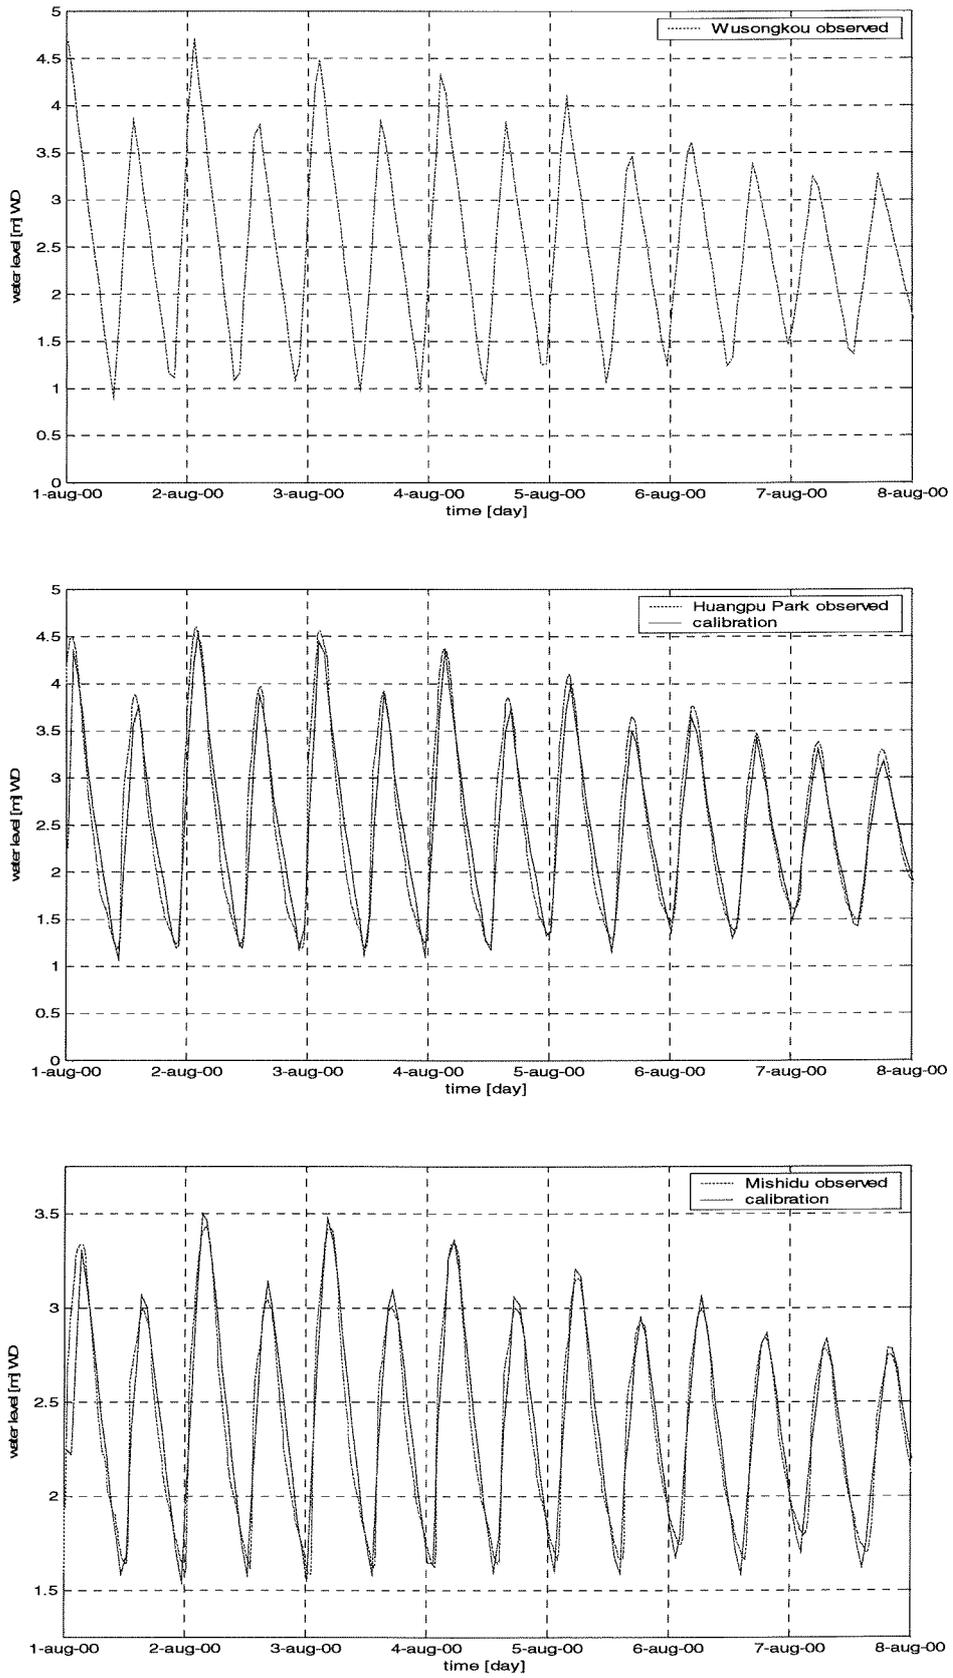 5
Wusongkou observed
4.5
4
3.5
3
2.5
2
1.5
1
0.5
0
water level [m] WD
1-aug-00 2-aug-00 3-aug-00 4-aug-00 5-aug-00 6-aug-00 7-aug-00 8-aug-00
time [day]
5
Huangpu Park observed
calibration
4.5
4
3.5
3
2.5
2
1.5
1
0.5
0
water level [m] WD
1-aug-00 2-aug-00 3-aug-00 4-aug-00 5-aug-00 6-aug-00 7-aug-00 8-aug-00
time [day]
Mishidu observed
calibration
3.5
3
2.5
2
1.5
water level [m] WD
1-aug-00 2-aug-00 3-aug-00 4-aug-00 5-aug-00 6-aug-00 7-aug-00 8-aug-00
time [day]